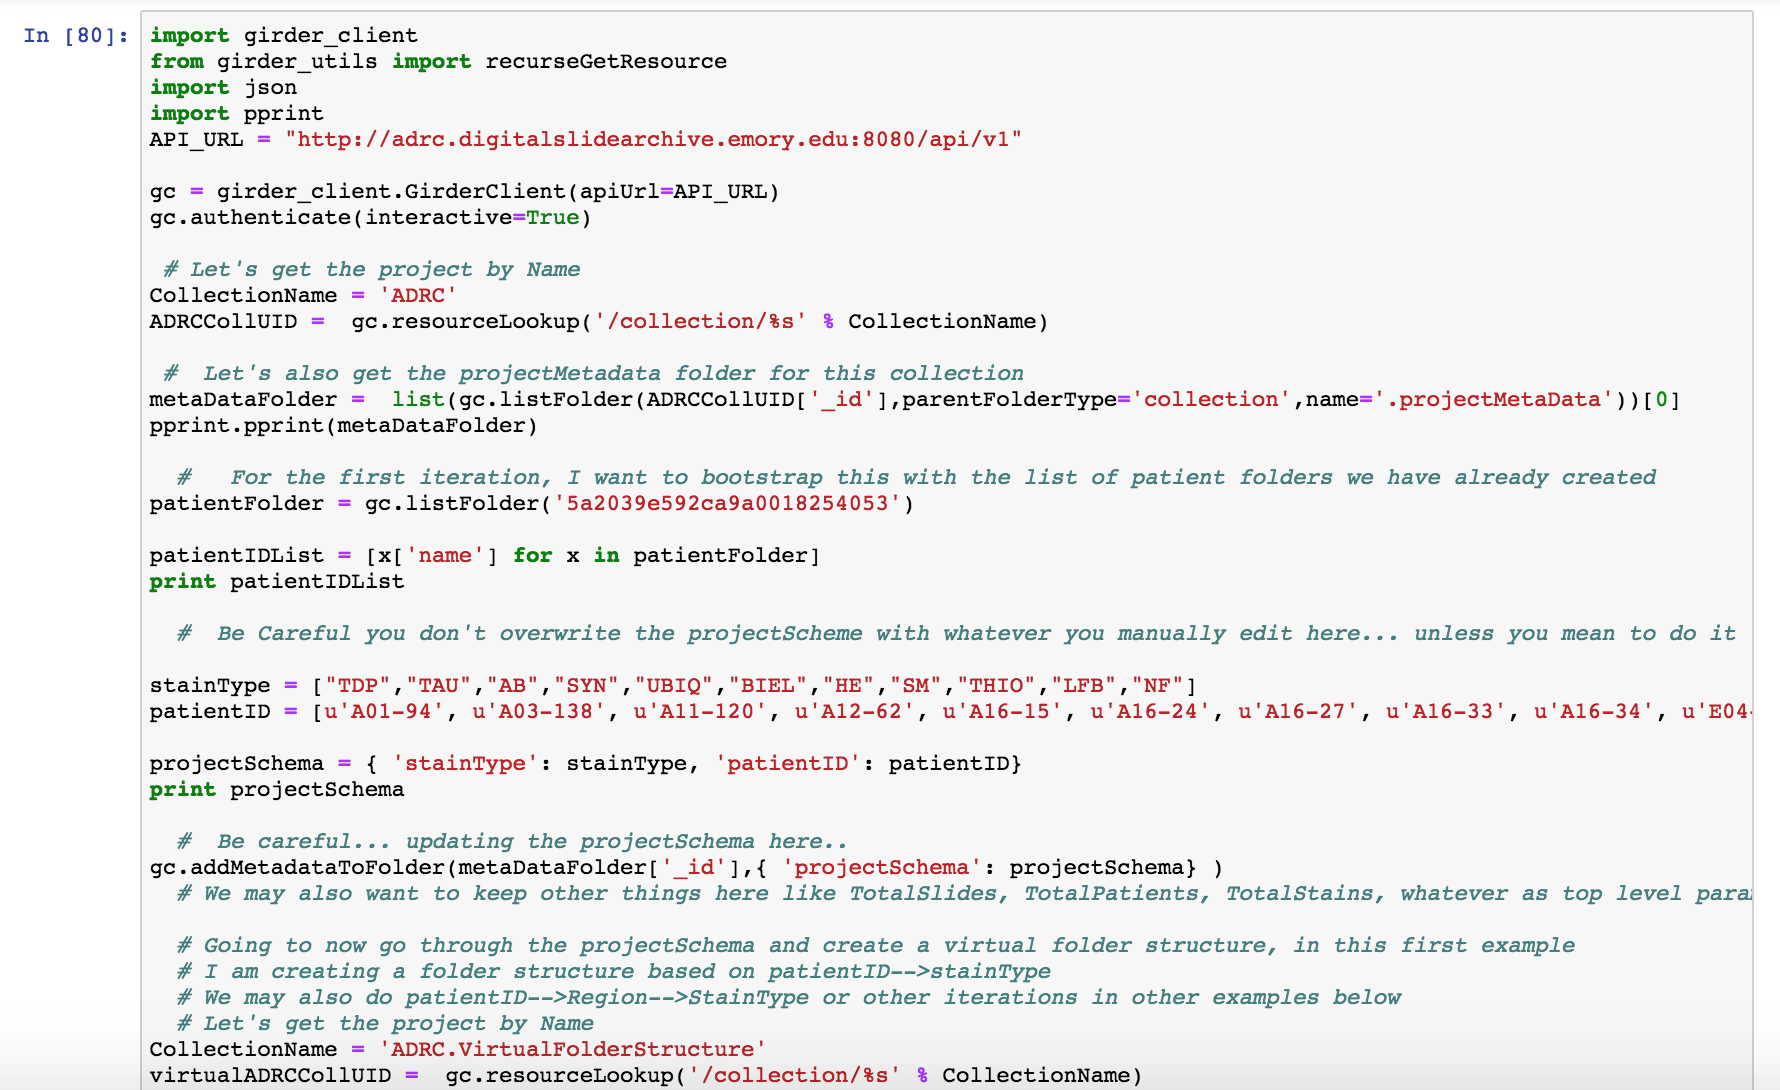 In [80]:
import girder_client
from girder_utils import recurseGetResource
import json
import pprint
API_URL = "http://adrc.digitalslidearchive.emory.edu:8080/api/v1"
gc = girder_client.GirderClient(apiUrl=API_URL)
gc.authenticate(interactive=True)
# Let's get the project by Name
CollectionName = 'ADRC'
ADRCCollUID =  gc.resourceLookup('/collection/%s' % CollectionName)
#  Let's also get the projectMetadata folder for this collection
metaDataFolder =  list(gc.listFolder(ADRCCollUID['_id'],parentFolderType='collection',name='.projectMetaData'))[0]
pprint.pprint(metaDataFolder)
#   For the first iteration, I want to bootstrap this with the list of patient folders we have already created
patientFolder = gc.listFolder('5a2039e592ca9a0018254053')
patientIDList = [x['name'] for x in patientFolder]
print patientIDList
#  Be Careful you don't overwrite the projectScheme with whatever you manually edit here... unless you mean to do it
stainType = ["TDP","TAU","AB","SYN","UBIQ","BIEL","HE","SM","THIO","LFB","NF"]
patientID = [u'A01-94', u'A03-138', u'A11-120', u'A12-62', u'A16-15', u'A16-24', u'A16-27', u'A16-33', u'A16-34', u'E04-
projectSchema = { 'stainType': stainType, 'patientID': patientID}
print projectSchema
#  Be careful... updating the projectSchema here..
gc.addMetadataToFolder(metaDataFolder['_id'],{ 'projectSchema': projectSchema} )
# We may also want to keep other things here like TotalSlides, TotalPatients, TotalStains, whatever as top level
# Going to now go through the projectSchema and create a virtual folder structure, in this first example
# I am creating a folder structure based on patientID-->stainType
# We may also do patientID-->Region-->StainType or other iterations in other examples below
# Let's get the project by Name
CollectionName = 'ADRC.VirtualFolderStructure'
virtualADRCCollUID =  gc.resourceLookup('/collection/%s' % CollectionName)